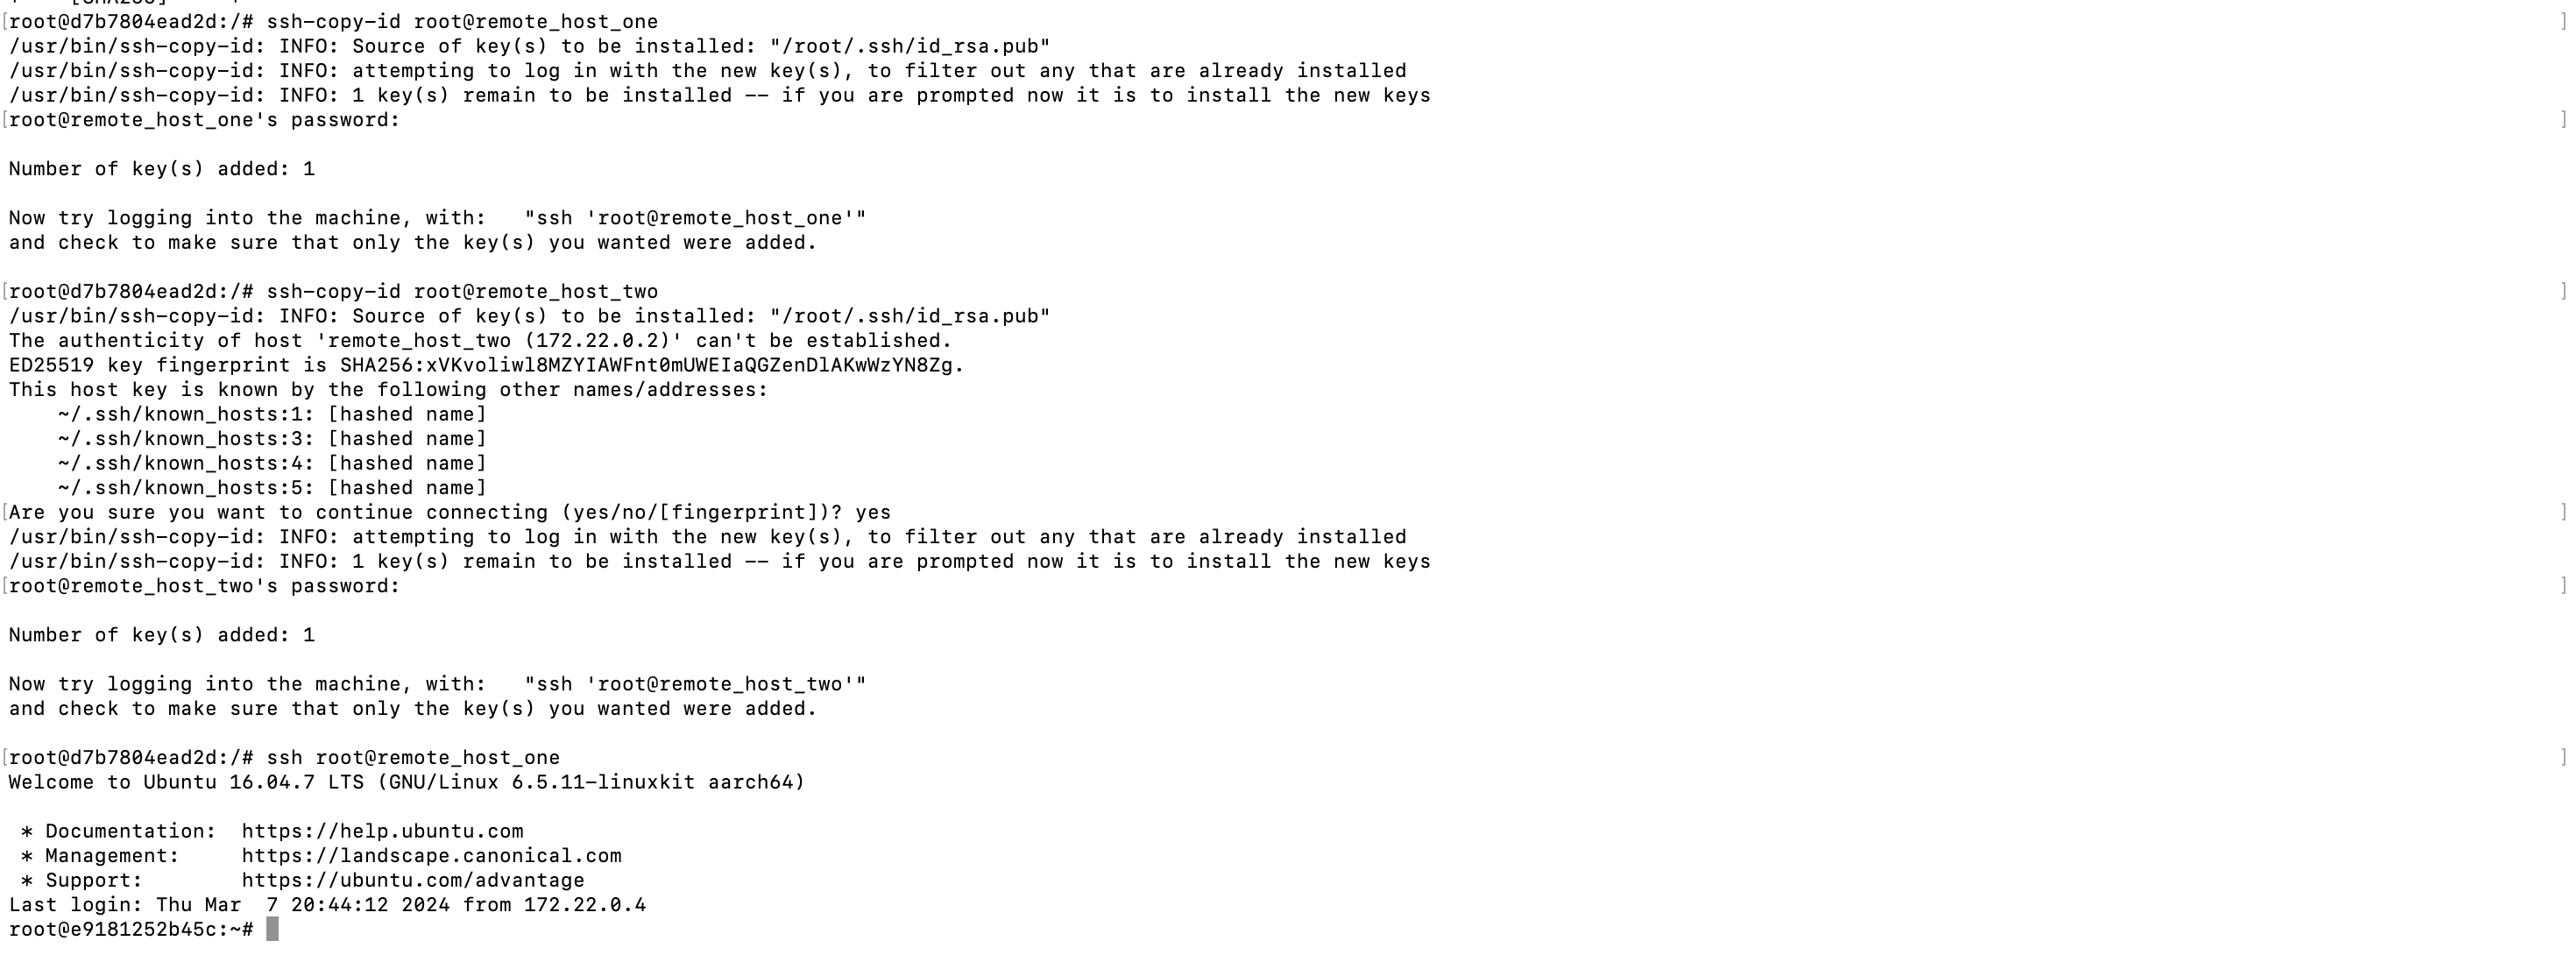 [SHA256]
[root@d7b7804ead2d:/# ssh-copy-id root@remote_host_one ]
/usr/bin/ssh-copy-id: INFO: Source of key(s) to be installed: "/root/.ssh/id_rsa.pub"
/usr/bin/ssh-copy-id: INFO: attempting to log in with the new key(s), to filter out any that are already installed
/usr/bin/ssh-copy-id: INFO: 1 key(s) remain to be installed -- if you are prompted now it is to install the new keys
[root@remote_host_one's password: ]
Number of key(s) added: 1
Now try logging into the machine, with:   "ssh 'root@remote_host_one'"
and check to make sure that only the key(s) you wanted were added.
[root@d7b7804ead2d:/# ssh-copy-id root@remote_host_two ]
/usr/bin/ssh-copy-id: INFO: Source of key(s) to be installed: "/root/.ssh/id_rsa.pub"
The authenticity of host 'remote_host_two (172.22.0.2)' can't be established.
ED25519 key fingerprint is SHA256:xVKvoliwl8MZYIAWFnt0mUWEIaQGZenDlAKwWzYN8Zg.
This host key is known by the following other names/addresses:
    ~/.ssh/known_hosts:1: [hashed name]
    ~/.ssh/known_hosts:3: [hashed name]
    ~/.ssh/known_hosts:4: [hashed name]
    ~/.ssh/known_hosts:5: [hashed name]
[Are you sure you want to continue connecting (yes/no/[fingerprint])? yes ]
/usr/bin/ssh-copy-id: INFO: attempting to log in with the new key(s), to filter out any that are already installed
/usr/bin/ssh-copy-id: INFO: 1 key(s) remain to be installed -- if you are prompted now it is to install the new keys
[root@remote_host_two's password: ]
Number of key(s) added: 1
Now try logging into the machine, with:   "ssh 'root@remote_host_two'"
and check to make sure that only the key(s) you wanted were added.
[root@d7b7804ead2d:/# ssh root@remote_host_one ]
Welcome to Ubuntu 16.04.7 LTS (GNU/Linux 6.5.11-linuxkit aarch64)
 * Documentation:  https://help.ubuntu.com
 * Management:     https://landscape.canonical.com
 * Support:        https://ubuntu.com/advantage
Last login: Thu Mar  7 20:44:12 2024 from 172.22.0.4
root@e9181252b45c:~#